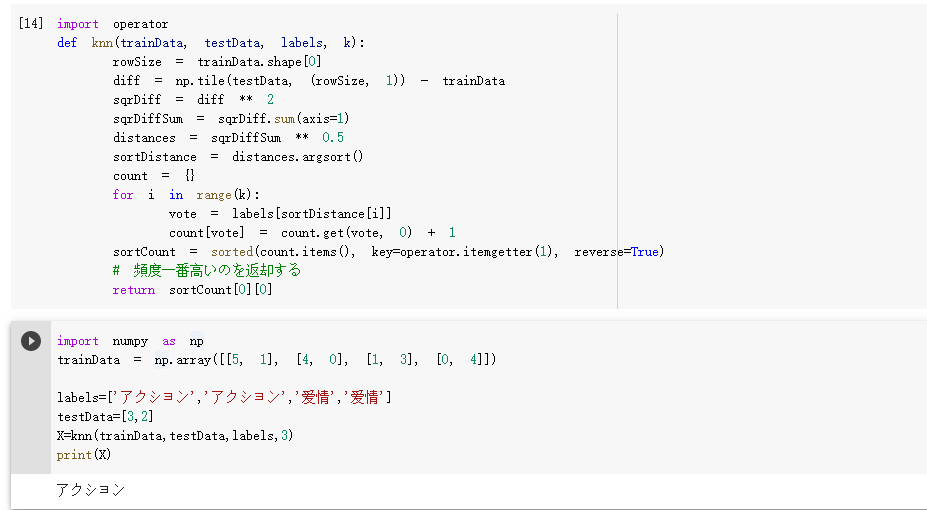 [14] import operator
def knn(trainData, testData, labels, k):
rowSize = trainData.shape[0]
diff = np.tile(testData, (rowSize, 1)) - trainData
sqrDiff = diff ** 2
sqrDiffSum = sqrDiff.sum(axis=1)
distances = sqrDiffSum ** 0.5
sortDistance = distances.argsort()
count = {}
for i in range(k):
vote = labels[sortDistance[i]]
count[vote] = count.get(vote, 0) + 1
sortCount = sorted(count.items(), key=operator.itemgetter(1), reverse=True)
# 頻度一番高いのを返却する
return sortCount[0][0]
import numpy as np
trainData = np.array([[5, 1], [4, 0], [1, 3], [0, 4]])
labels=['アクション','アクション','爱情','爱情']
testData=[3,2]
X=knn(trainData,testData,labels,3)
print(X)
アクション